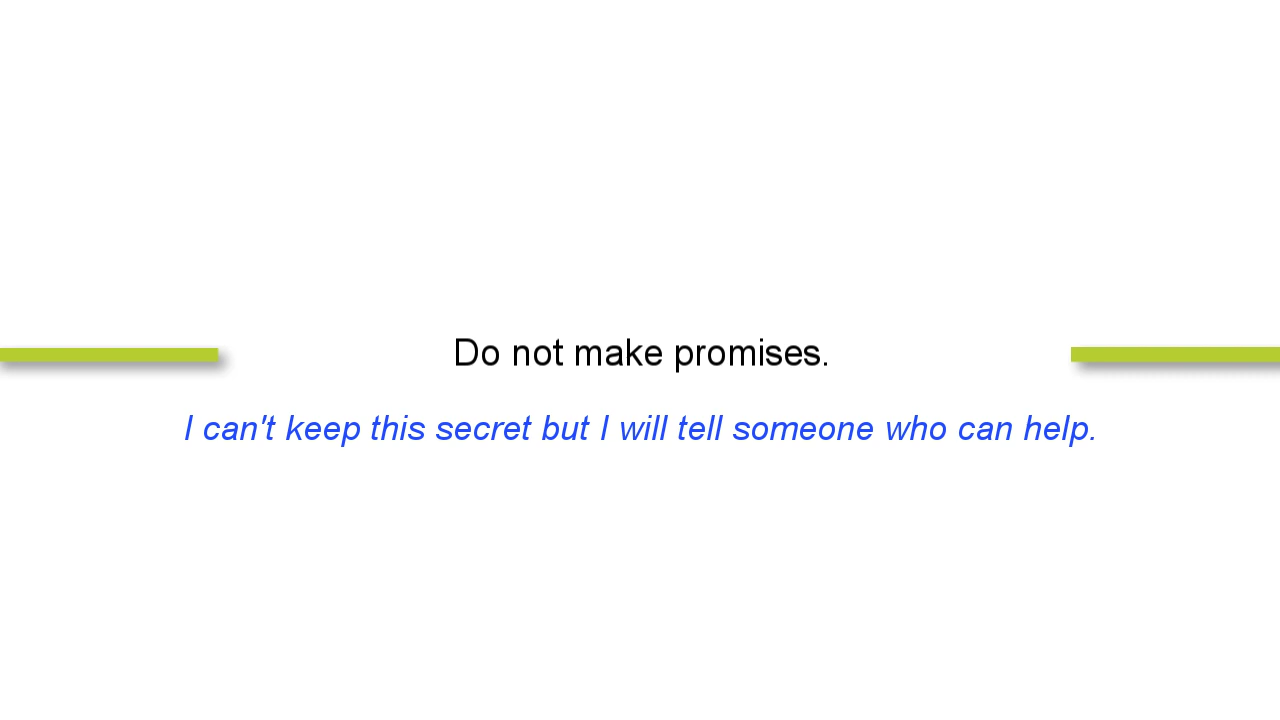 Do not make promises.
I can't keep this secret but I will tell someone who can help.